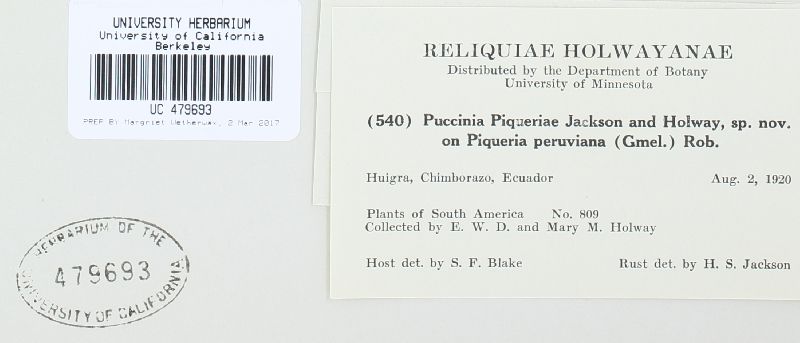 UNIVERSITY HERBARIUM
University of California
Berkeley
UC 479693
PREP BY Margriet Wetherwax, 2 Mar 2017
HERBARIUM OF THE
479693
UNIVERSITY OF CALIFORNIA
RELIQUIAE HOLWAYANAE
Distributed by the Department of Botany
University of Minnesota
(540) Puccinia Piqueriae Jackson and Holway, sp. nov.
on Piqueria peruviana (Gmel.) Rob.
Huigra, Chimborazo, Ecuador Aug. 2, 1920
Plants of South America No. 809
Collected by E. W. D. and Mary M. Holway
Host det. by S. F. Blake Rust det. by H. S. Jackson